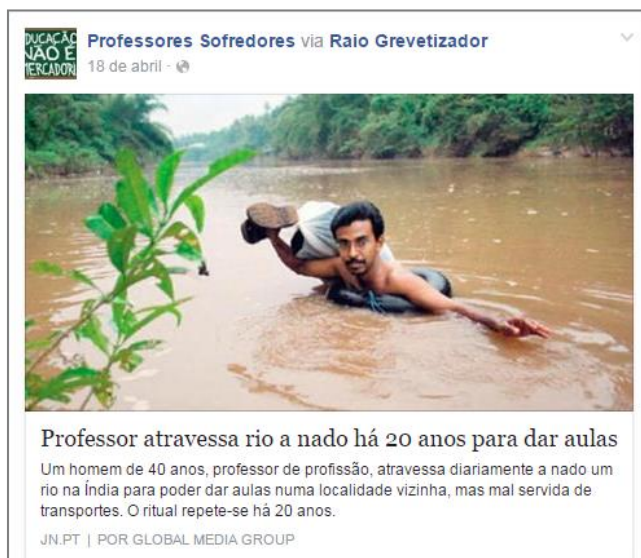 EDUCAÇÃO
NÃO É
MERCADORI
Professores Sofredores via Raio Grevetizador
18 de abril ·
Professor atravessa rio a nado há 20 anos para dar aulas
Um homem de 40 anos, professor de profissão, atravessa diariamente a nado um
rio na Índia para poder dar aulas numa localidade vizinha, mas mal servida de
transportes. O ritual repete-se há 20 anos.
JN.PT | POR GLOBAL MEDIA GROUP